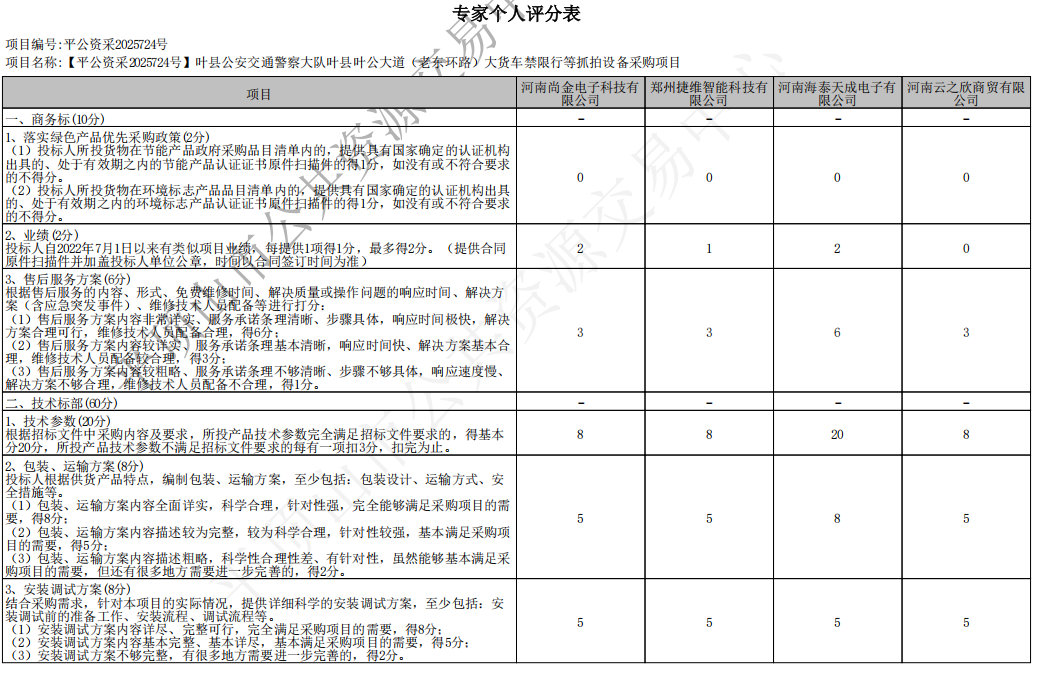 专家个人评分表
项目编号:平公资采2025724号
项目名称:【平公资采2025724号】叶县公安交通警察大队叶县叶公大道（老东环路）大货车禁限行等抓拍设备采购项目
项目 河南尚金电子科技有限公司 郑州捷维智能科技有限公司 河南海泰天成电子有限公司 河南云之欣商贸有限公司
一、商务标(10分) - - - -
1、落实绿色产品优先采购政策(2分)
（1）投标人所投货物在节能产品政府采购品目清单内的，提供具有国家确定的认证机构
出具的、处于有效期之内的节能产品认证证书原件扫描件的得1分，如没有或不符合要求
的不得分。
（2）投标人所投货物在环境标志产品品目清单内的，提供具有国家确定的认证机构出具
的、处于有效期之内的环境标志产品认证证书原件扫描件的得1分，如没有或不符合要求
的不得分。
0 0 0 0
2、业绩(2分)
投标人自2022年7月1日以来有类似项目业绩，每提供1项得1分，最多得2分。（提供合同
原件扫描件并加盖投标人单位公章，时间以合同签订时间为准）
2 1 2 0
3、售后服务方案(6分)
根据售后服务的内容、形式、免费维修时间、解决质量或操作问题的响应时间、解决方
案（含应急突发事件）、维修技术人员配备等进行打分：
（1）售后服务方案内容非常详实、服务承诺条理清晰、步骤具体，响应时间极快，解决
方案合理可行，维修技术人员配备合理，得6分；
（2）售后服务方案内容较详实、服务承诺条理基本清晰，响应时间快、解决方案基本合
理，维修技术人员配备较合理，得3分；
（3）售后服务方案内容较粗略、服务承诺条理不够清晰、步骤不够具体，响应速度慢、
解决方案不够合理，维修技术人员配备不合理，得1分。
3 3 6 3
二、技术标部(60分) - - - -
1、技术参数(20分)
根据招标文件中采购内容及要求，所投产品技术参数完全满足招标文件要求的，得基本
分20分，所投产品技术参数不满足招标文件要求的每有一项扣3分，扣完为止。
8 8 20 8
2、包装、运输方案(8分)
投标人根据供货产品特点，编制包装、运输方案，至少包括：包装设计、运输方式、安
全措施等。
（1）包装、运输方案内容全面详实，科学合理，针对性强，完全能够满足采购项目的需
要，得8分；
（2）包装、运输方案内容描述较为完整，较为科学合理，针对性较强，基本满足采购项
目的需要，得5分；
（3）包装、运输方案内容描述粗略，科学性合理性差、有针对性，虽然能够基本满足采
购项目的需要，但还有很多地方需要进一步完善的，得2分。
5 5 8 5
3、安装调试方案(8分)
结合采购需求，针对本项目的实际情况，提供详细科学的安装调试方案，至少包括：安
装调试前的准备工作、安装流程、调试流程等。
（1）安装调试方案内容详尽、完整可行，完全满足采购项目的需要，得8分；
（2）安装调试方案内容基本完整、基本详尽，基本满足采购项目的需要，得5分；
（3）安装调试方案不够完整，有很多地方需要进一步完善的，得2分。
5 5 5 5
平顶山市公共资源交易中心
平顶山市公共资源交易中心